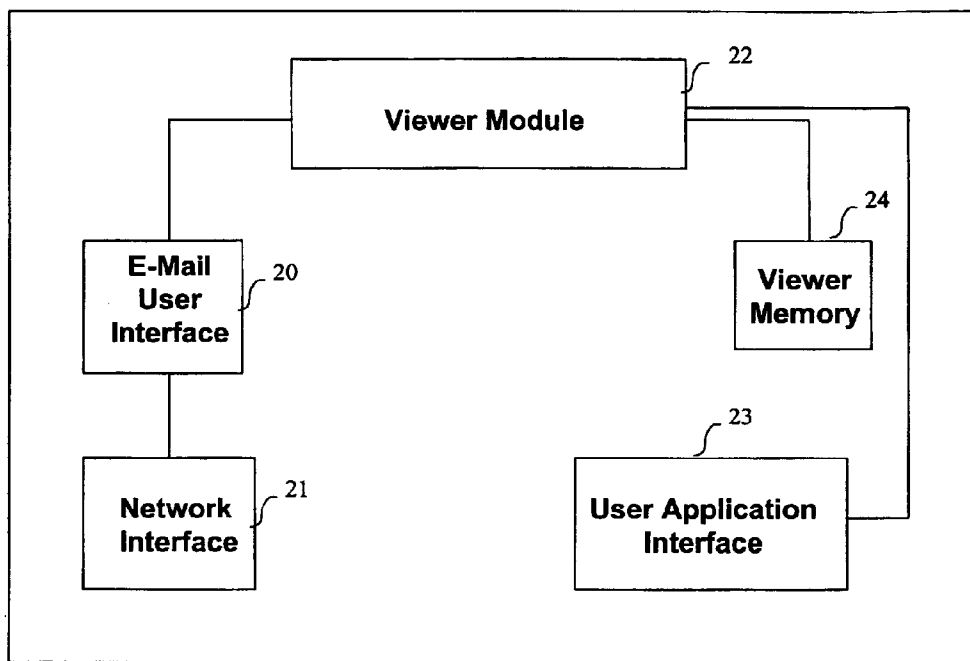 22
Viewer Module
24
E-Mail
User
Interface
20
Viewer
Memory
23
21
Network
Interface
User Application
Interface